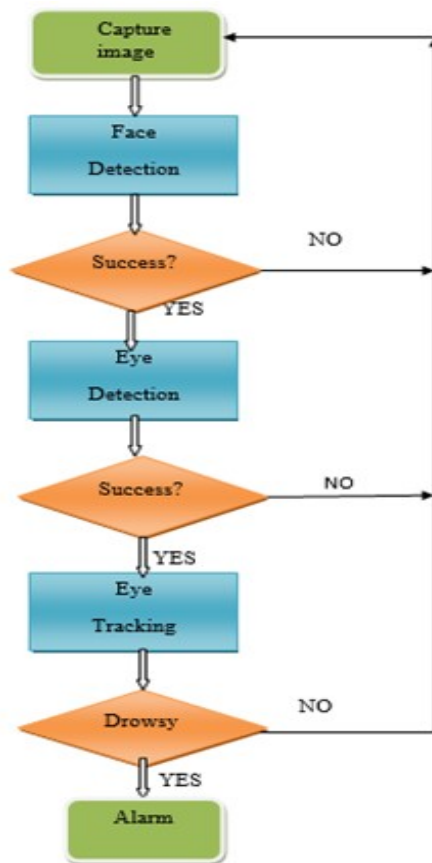 Capture
image
Face
Detection
Success?
NO
YES
Eye
Detection
Success?
NO
YES
Eye
Tracking
Drowsy
NO
YES
Alarm